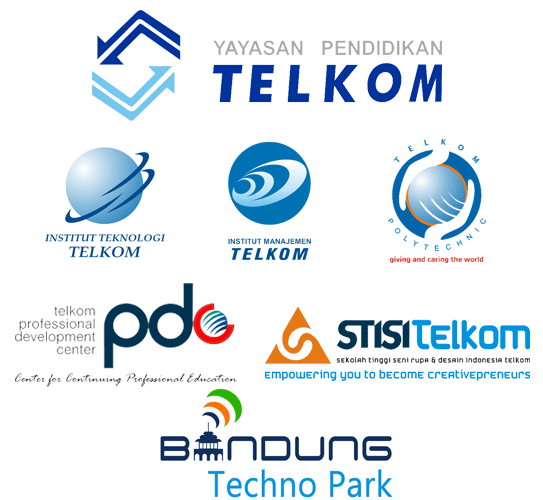 YAYASAN PENDIDIKAN
TELKOM
INSTITUT TEKNOLOGI
TELKOM
INSTITUT MANAJEMEN
TELKOM
TELKOM
POLYTECHNIC
giving and caring the world
telkom
professional
development
center
pdc
Center for Continuing Professional Education
STISITelkom
sekolah tinggi seni rupa & desain indonesia telkom
empowering you to become creativepreneurs
BANDUNG
Techno Park